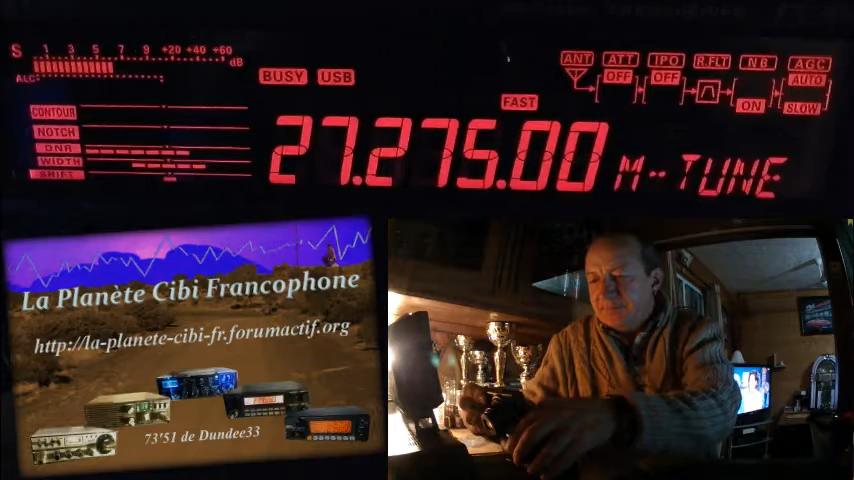 S 1 3 5 7 9 +20 +40 +60 dB
ALC
BUSY USB
ANT ATT IPO R.FLT NB AGC
OFF OFF AUTO
ON SLOW
FAST
CONTOUR
NOTCH
DNR
WIDTH
SHIFT
27.275.00 M-TUNE
La Planète Cibi Francophone
http://la-planete-cibi-fr.forumactif.org
73'51 de Dundee33